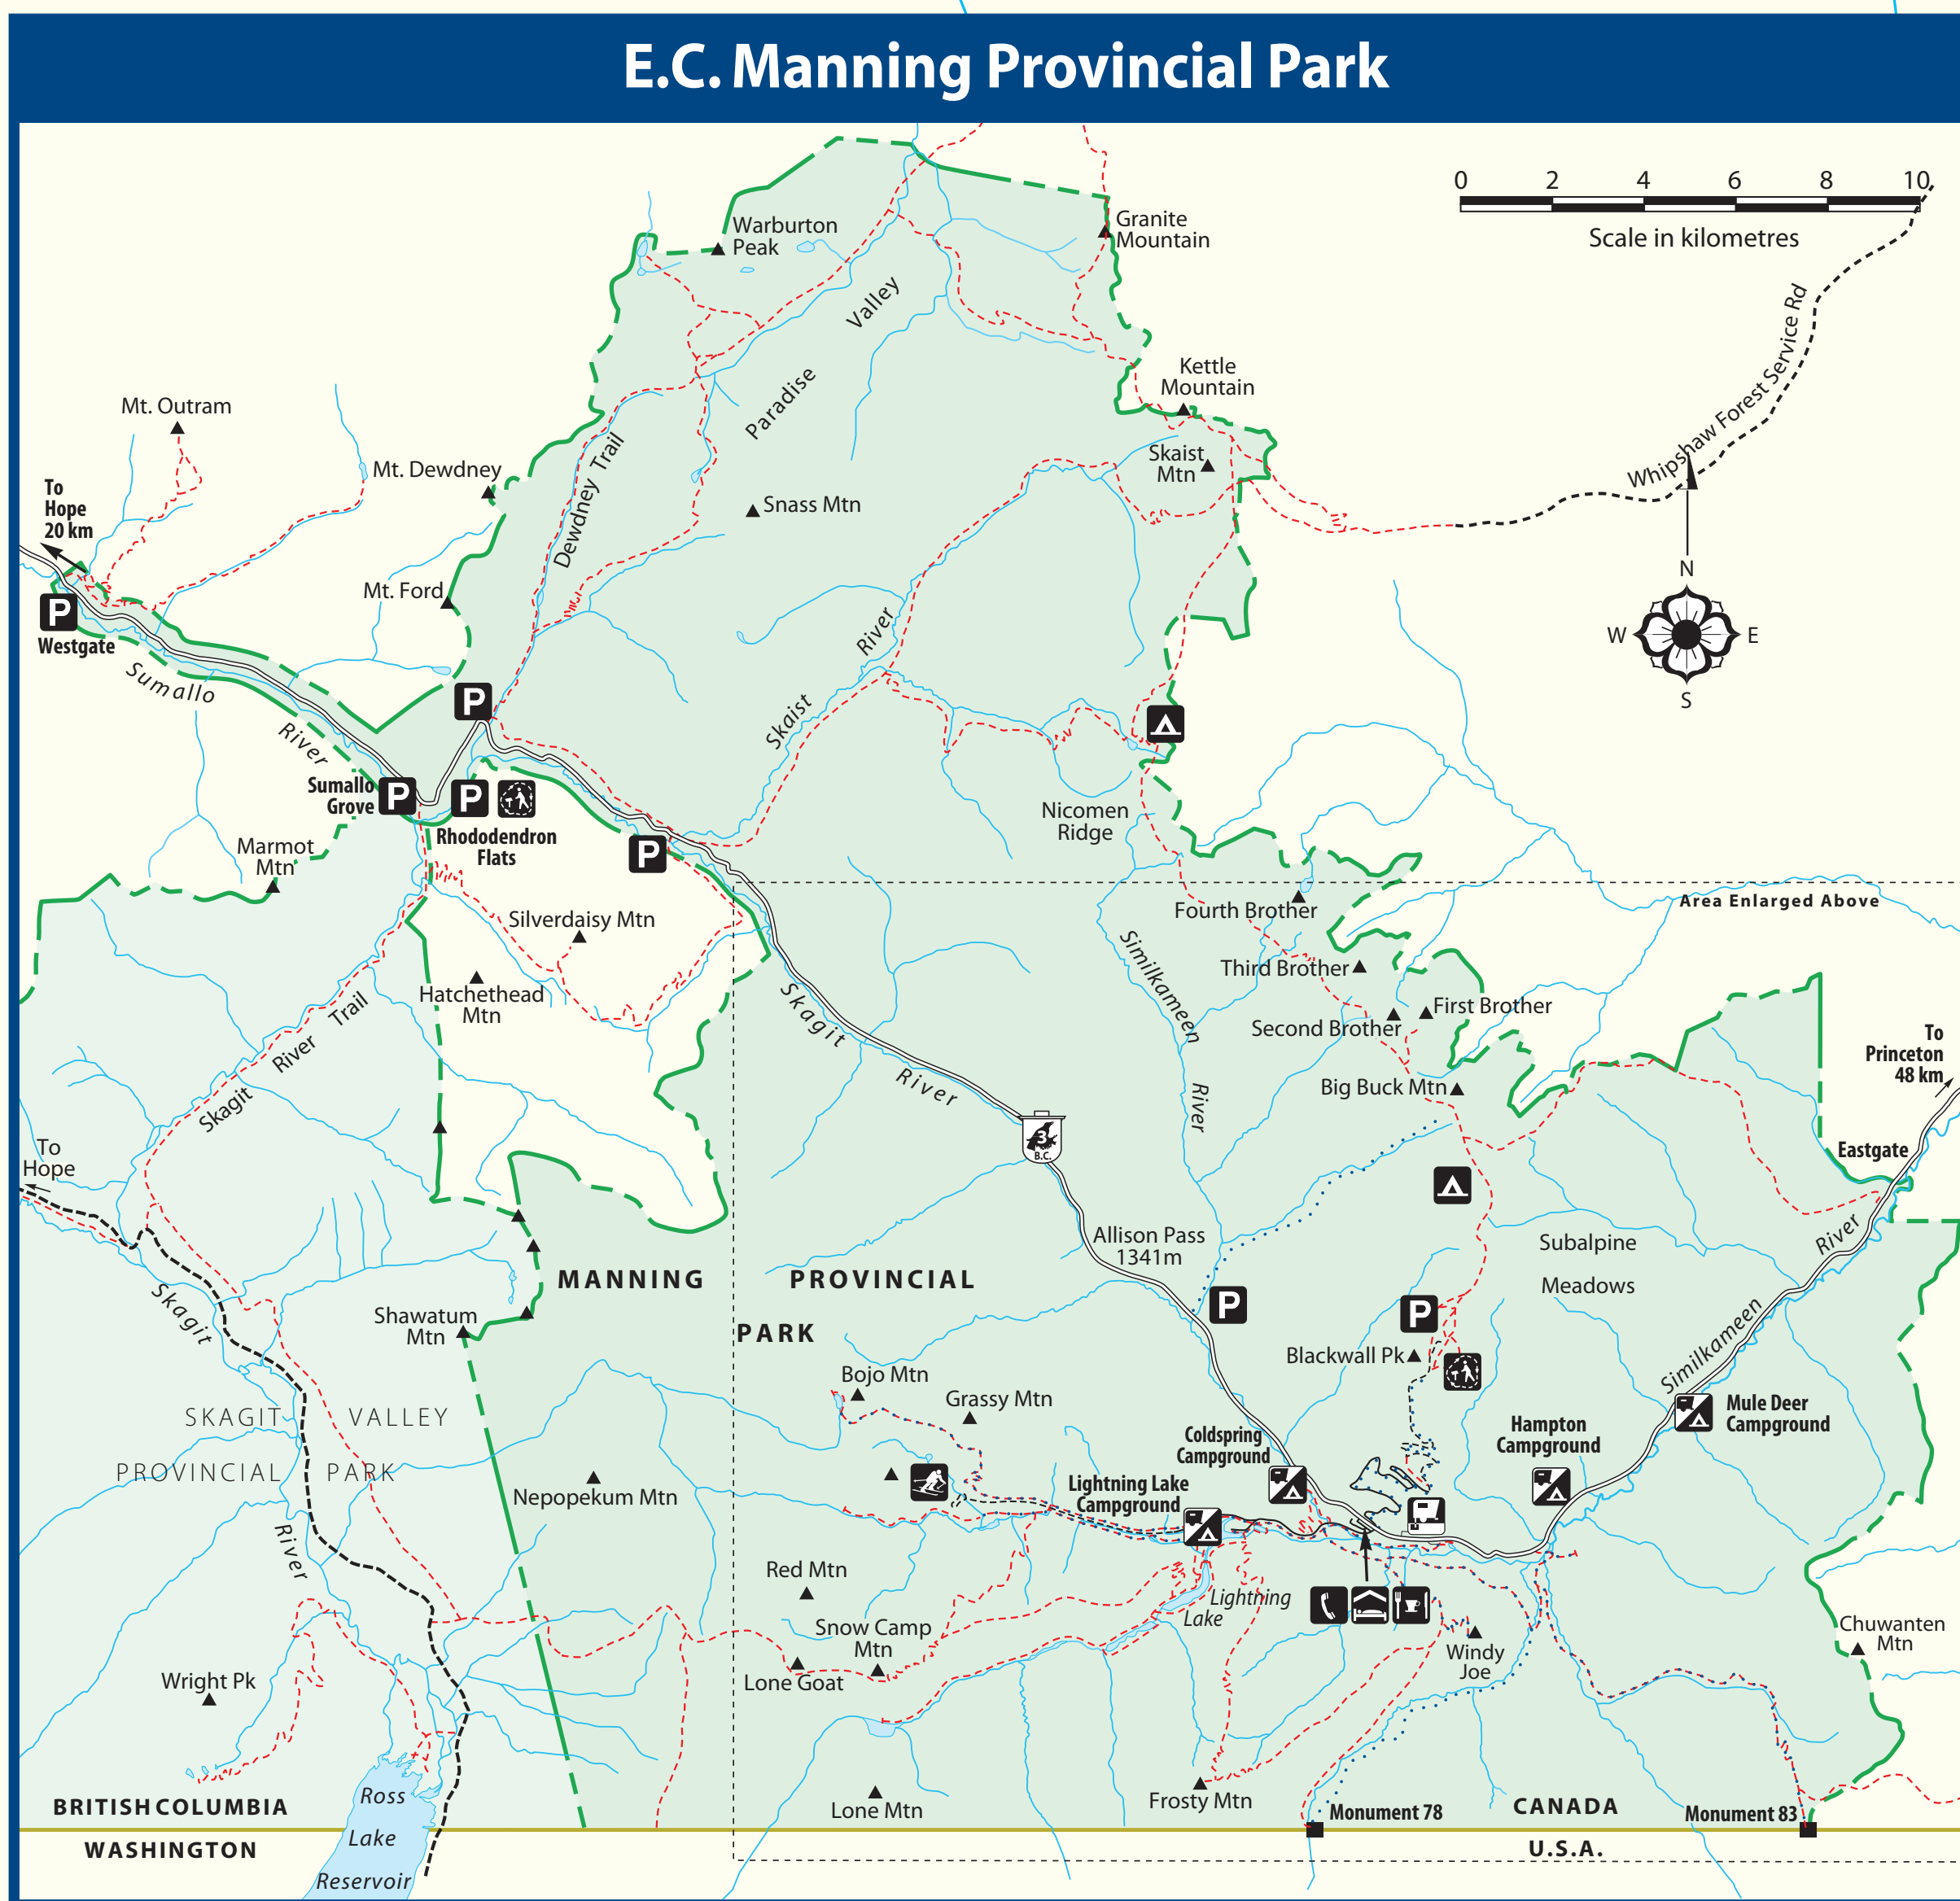 E.C. Manning Provincial Park
0 2 4 6 8 10
Scale in kilometres
Warburton
Peak
Granite
Mountain
Valley
Paradise
Kettle
Mountain
Whipshaw Forest Service Rd
Mt. Outram
Mt. Dewdney
Skaist
Mtn
To
Hope
20 km
Snass Mtn
Dewdney Trail
N
W E
S
Mt. Ford
P
Westgate
Sumallo
River
P
Skaist
River
Sumallo
Grove
P
P
Rhododendron
Flats
P
Nicomen
Ridge
Marmot
Mtn
Silverdaisy Mtn
Hatchethead
Mtn
Fourth Brother
Area Enlarged Above
Third Brother
First Brother
Second Brother
Similkameen
River
Skagit
River
Skagit
River
Trail
Big Buck Mtn
To
Princeton
48 km
3
B.C.
To
Hope
Eastgate
Allison Pass
1341m
Subalpine
Meadows
River
Similkameen
MANNING
PROVINCIAL
PARK
P
P
Blackwall Pk
Skagit
Shawatum
Mtn
Bojo Mtn
Grassy Mtn
SKAGIT
VALLEY
PROVINCIAL
PARK
Coldspring
Campground
Hampton
Campground
Mule Deer
Campground
Nepopekum Mtn
Lightning Lake
Campground
River
Red Mtn
Lightning
Lake
Snow Camp
Mtn
Lone Goat
Windy
Joe
Chuwanten
Mtn
Wright Pk
Ross
Lake
Reservoir
Lone Mtn
Frosty Mtn
BRITISH COLUMBIA
WASHINGTON
Monument 78
CANADA
Monument 83
U.S.A.